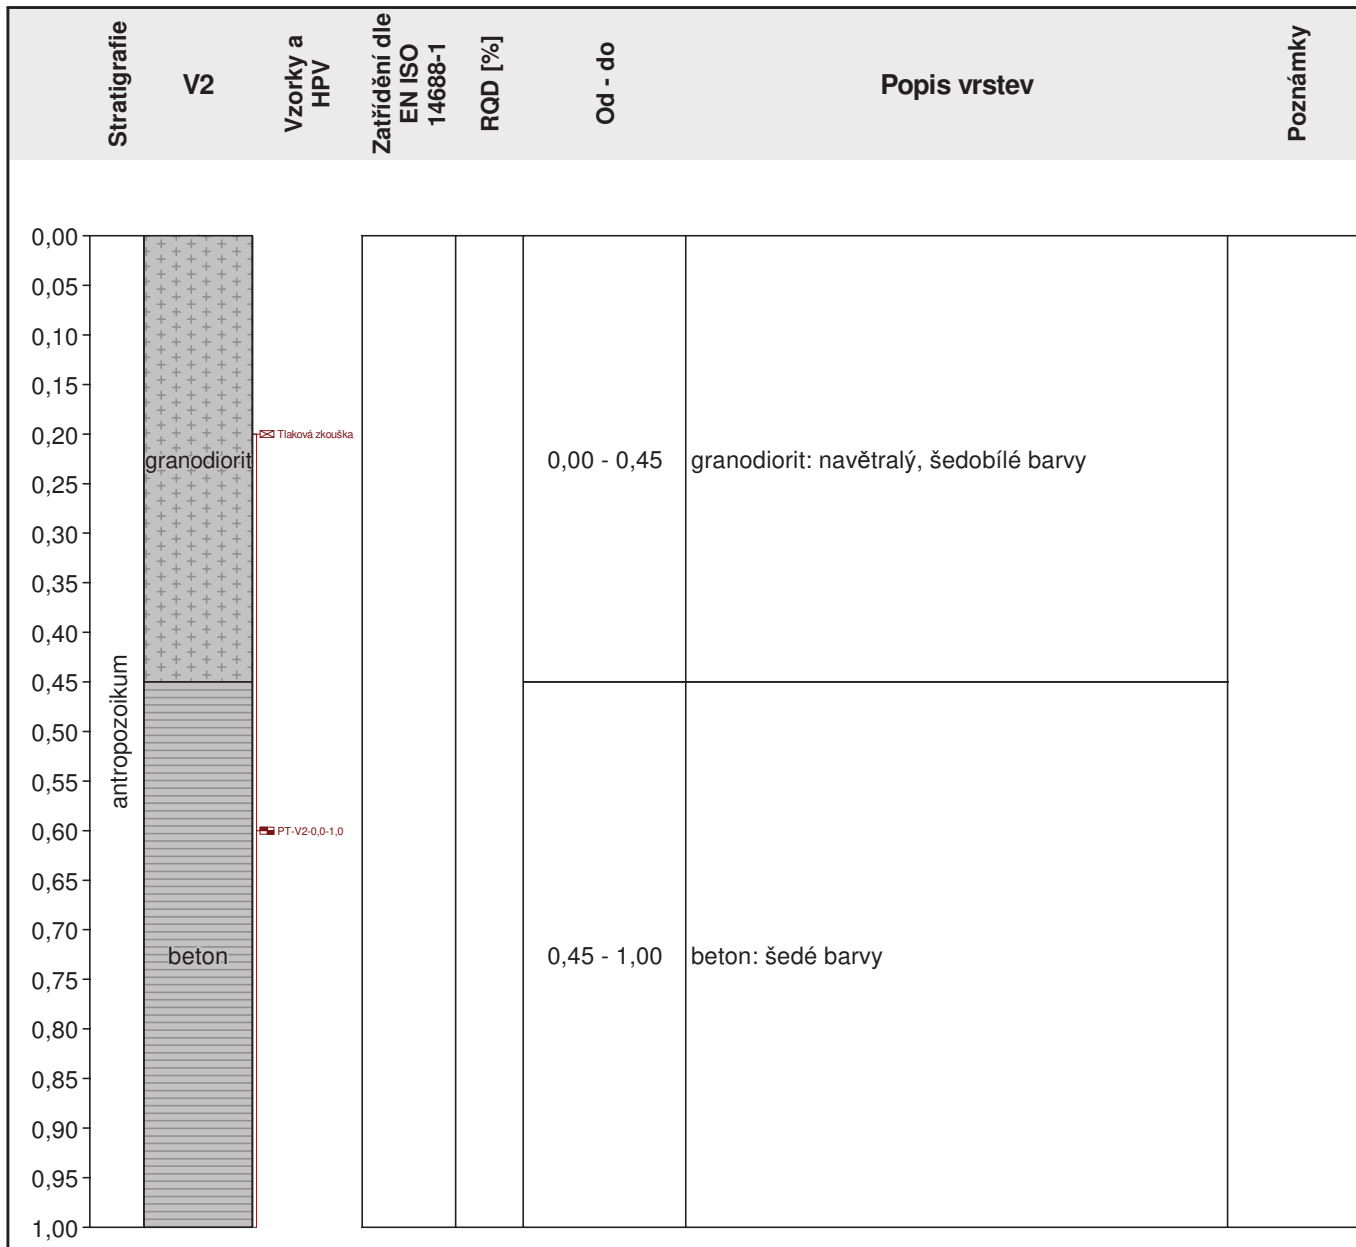 Stratigrafie
V2
Vzorky a
HPV
Zatřídění dle
EN ISO
14688-1
RQD [%]
Od - do
Popis vrstev
Poznámky
0,00
0,05
0,10
0,15
0,20
0,25
0,30
0,35
0,40
0,45
0,50
0,55
0,60
0,65
0,70
0,75
0,80
0,85
0,90
0,95
1,00
antropozoikum
granodiorit
beton
Tlaková zkouška
PT-V2-0,0-1,0
0,00 - 0,45
granodiorit: navětralý, šedobílé barvy
0,45 - 1,00
beton: šedé barvy